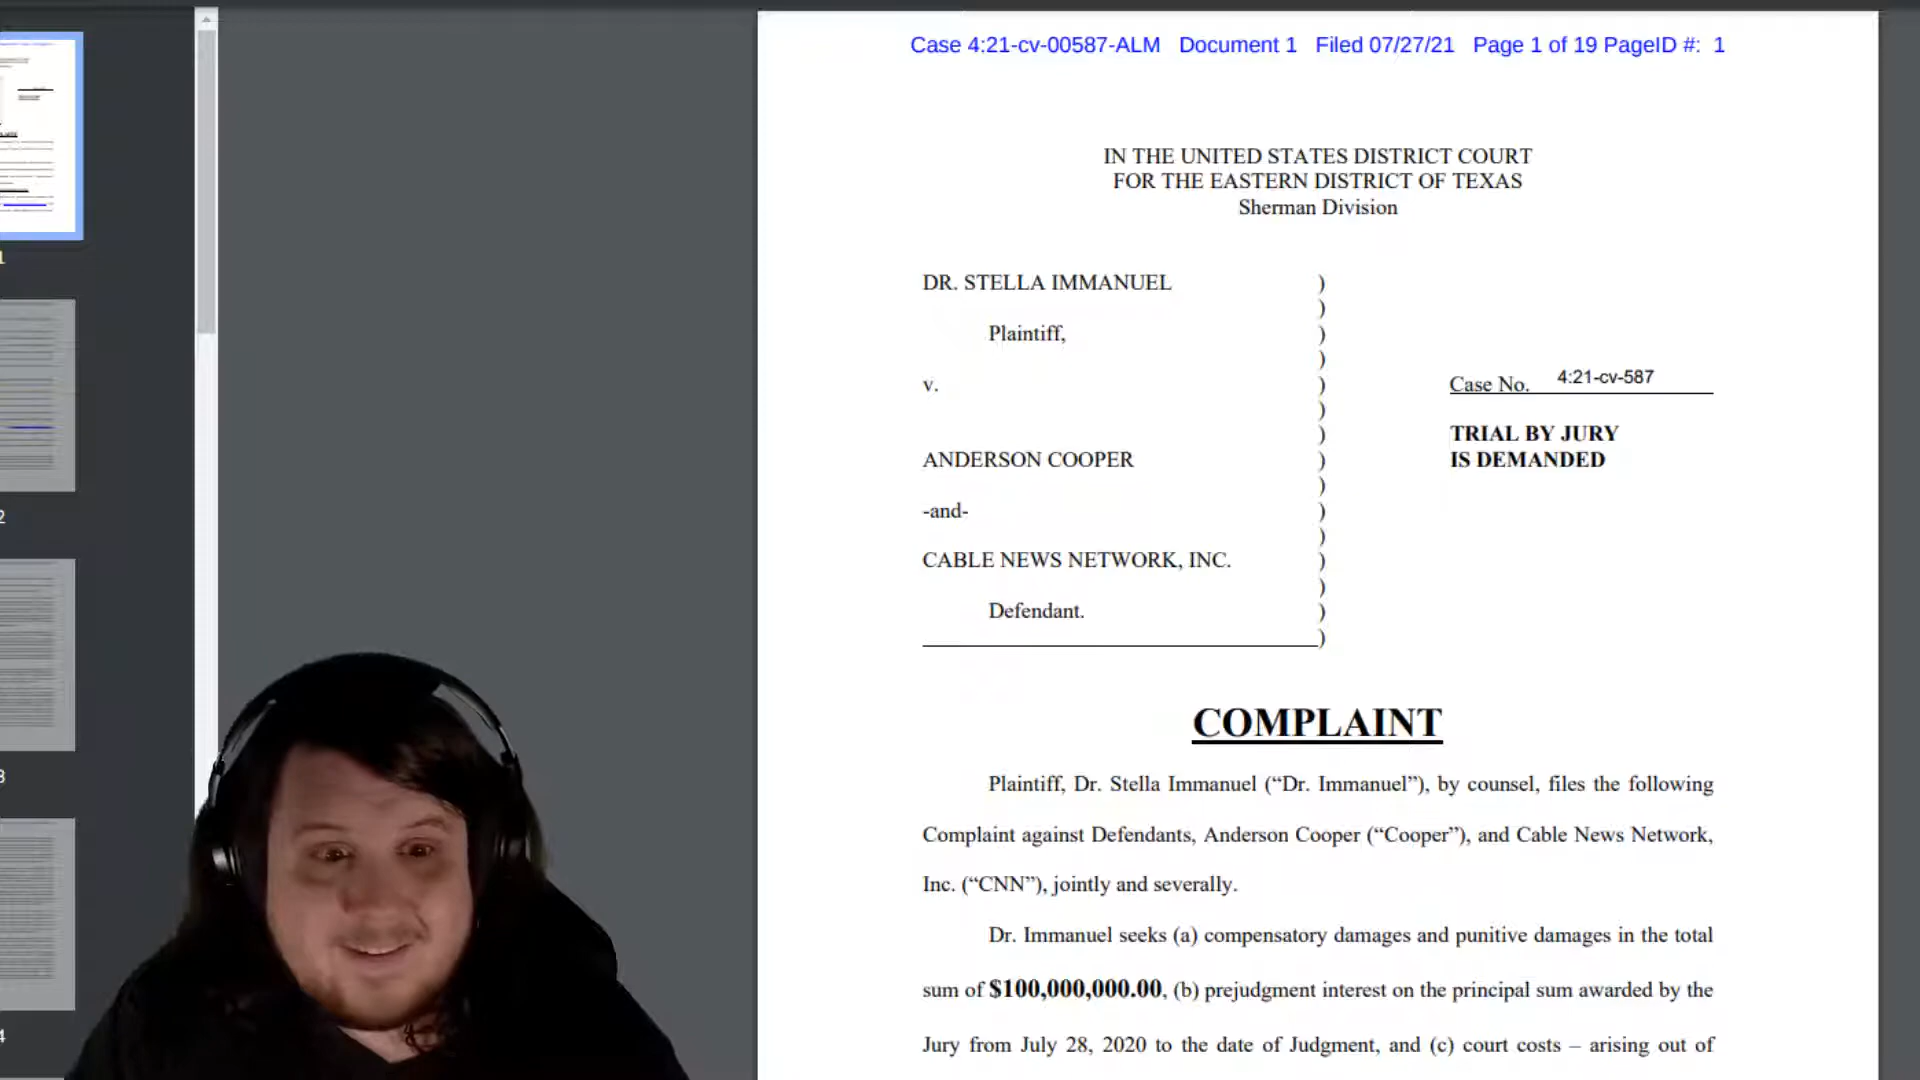 Case 4:21-cv-00587-ALM Document 1 Filed 07/27/21 Page 1 of 19 PageID #: 1
IN THE UNITED STATES DISTRICT COURT
FOR THE EASTERN DISTRICT OF TEXAS
Sherman Division
DR. STELLA IMMANUEL )
)
Plaintiff, )
)
v. )
Case No. 4:21-cv-587
)
) TRIAL BY JURY
ANDERSON COOPER ) IS DEMANDED
)
-and- )
)
CABLE NEWS NETWORK, INC. )
)
Defendant. )
)
COMPLAINT
Plaintiff, Dr. Stella Immanuel (“Dr. Immanuel”), by counsel, files the following
Complaint against Defendants, Anderson Cooper (“Cooper”), and Cable News Network,
Inc. (“CNN”), jointly and severally.
Dr. Immanuel seeks (a) compensatory damages and punitive damages in the total
sum of $100,000,000.00, (b) prejudgment interest on the principal sum awarded by the
Jury from July 28, 2020 to the date of Judgment, and (c) court costs – arising out of
1
2
3
4